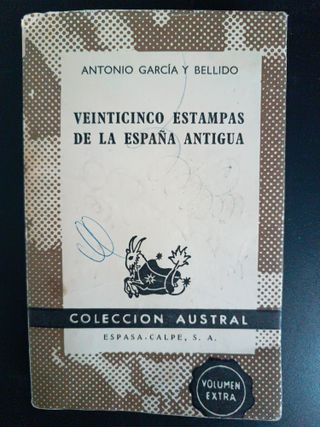 ANTONIO GARCÍA Y BELLIDO
VEINTICINCO ESTAMPAS
DE LA ESPAÑA ANTIGUA
COLECCION AUSTRAL
ESPASA-CALPE, S. A.
VOLUMEN
EXTRA